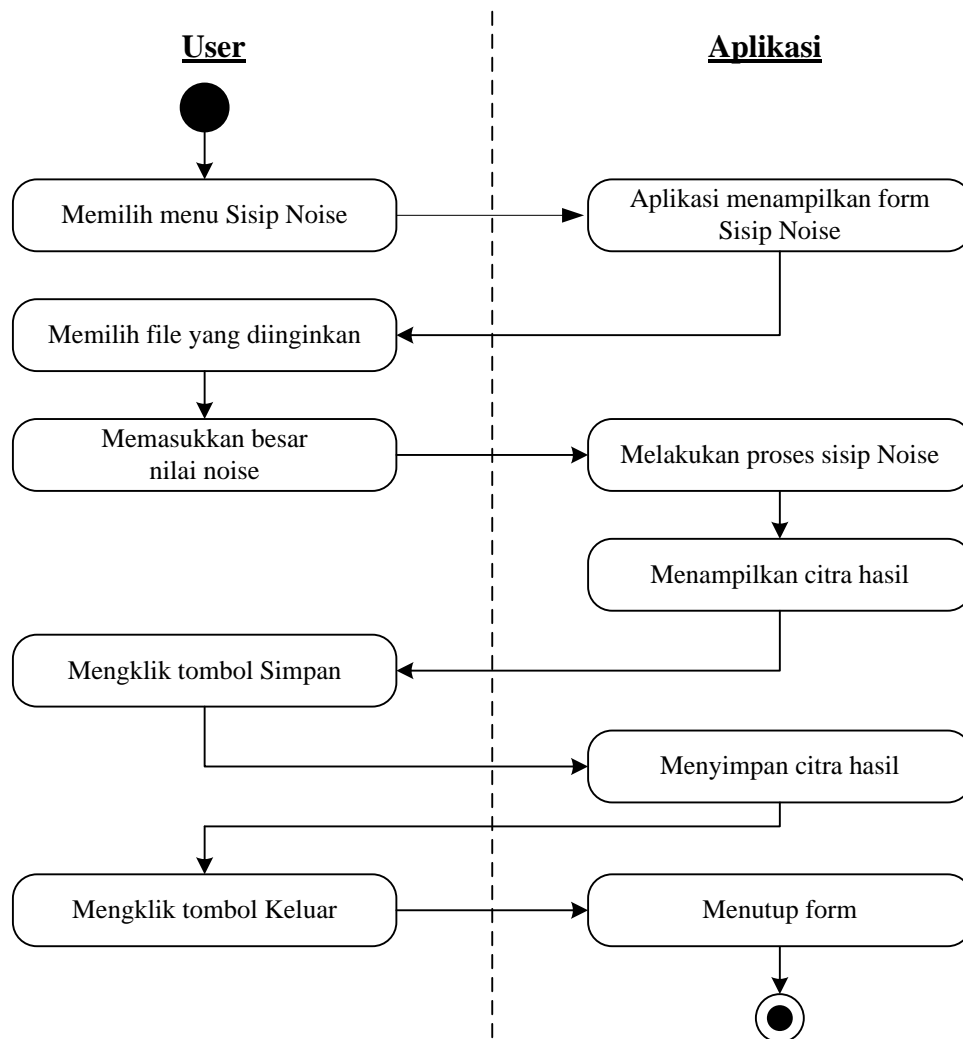 User
Aplikasi
Memilih menu Sisip Noise
Aplikasi menampilkan form
Sisip Noise
Memilih file yang diinginkan
Memasukkan besar
nilai noise
Melakukan proses sisip Noise
Menampilkan citra hasil
Mengklik tombol Simpan
Menyimpan citra hasil
Mengklik tombol Keluar
Menutup form